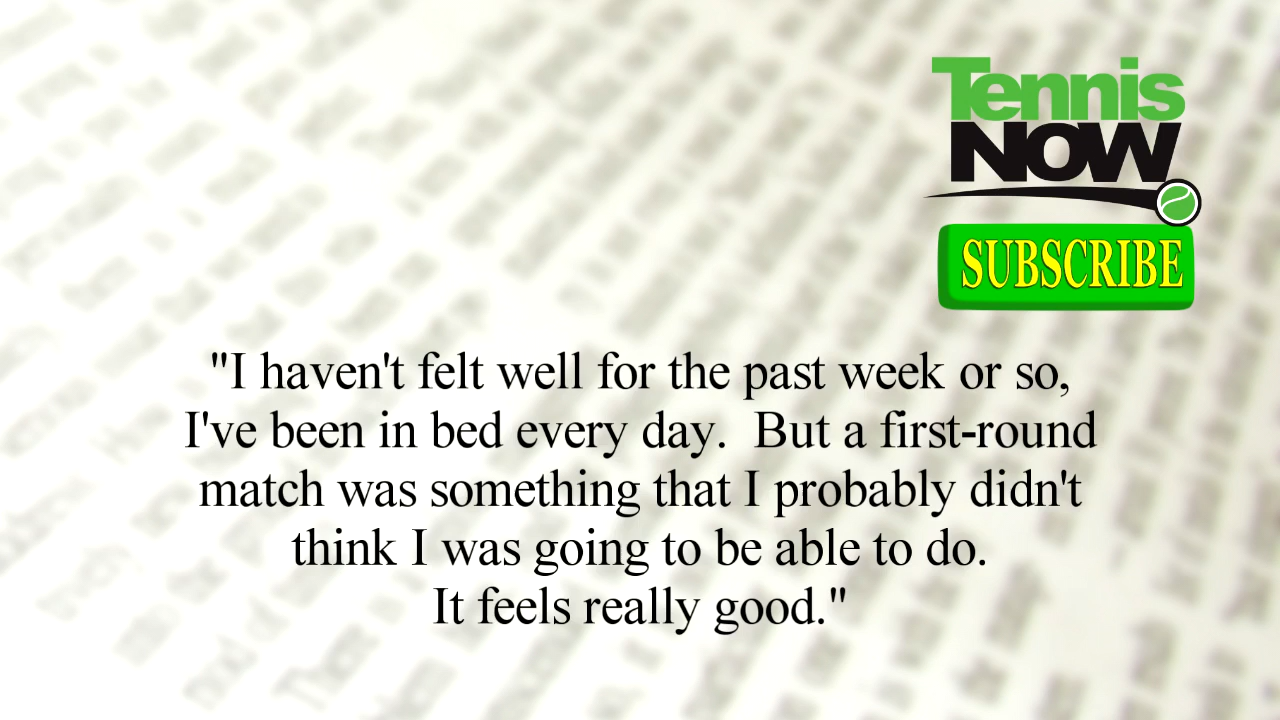 Tennis
NOW
SUBSCRIBE
"I haven't felt well for the past week or so,
I've been in bed every day.  But a first-round
match was something that I probably didn't
think I was going to be able to do.
It feels really good."